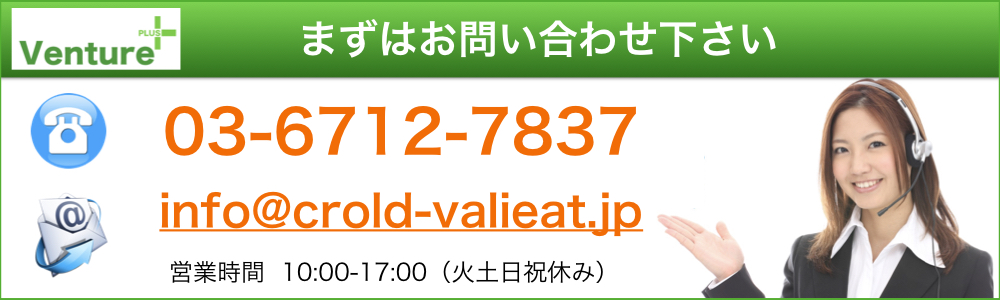 Venture PLUS
まずはお問い合わせ下さい
03-6712-7837
@
info@crold-valieat.jp
営業時間 10:00-17:00（火土日祝休み）